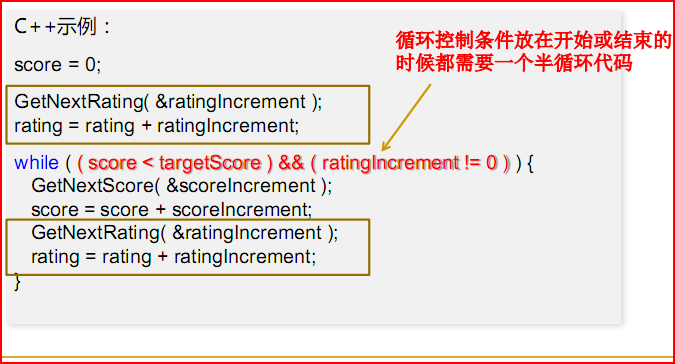 C++示例：
循环控制条件放在开始或结束的
时候都需要一个半循环代码
score = 0;
GetNextRating( &ratingIncrement );
rating = rating + ratingIncrement;
while ( ( score < targetScore ) && ( ratingIncrement != 0 ) ) {
GetNextScore( &scoreIncrement );
score = score + scoreIncrement;
GetNextRating( &ratingIncrement );
rating = rating + ratingIncrement;
}